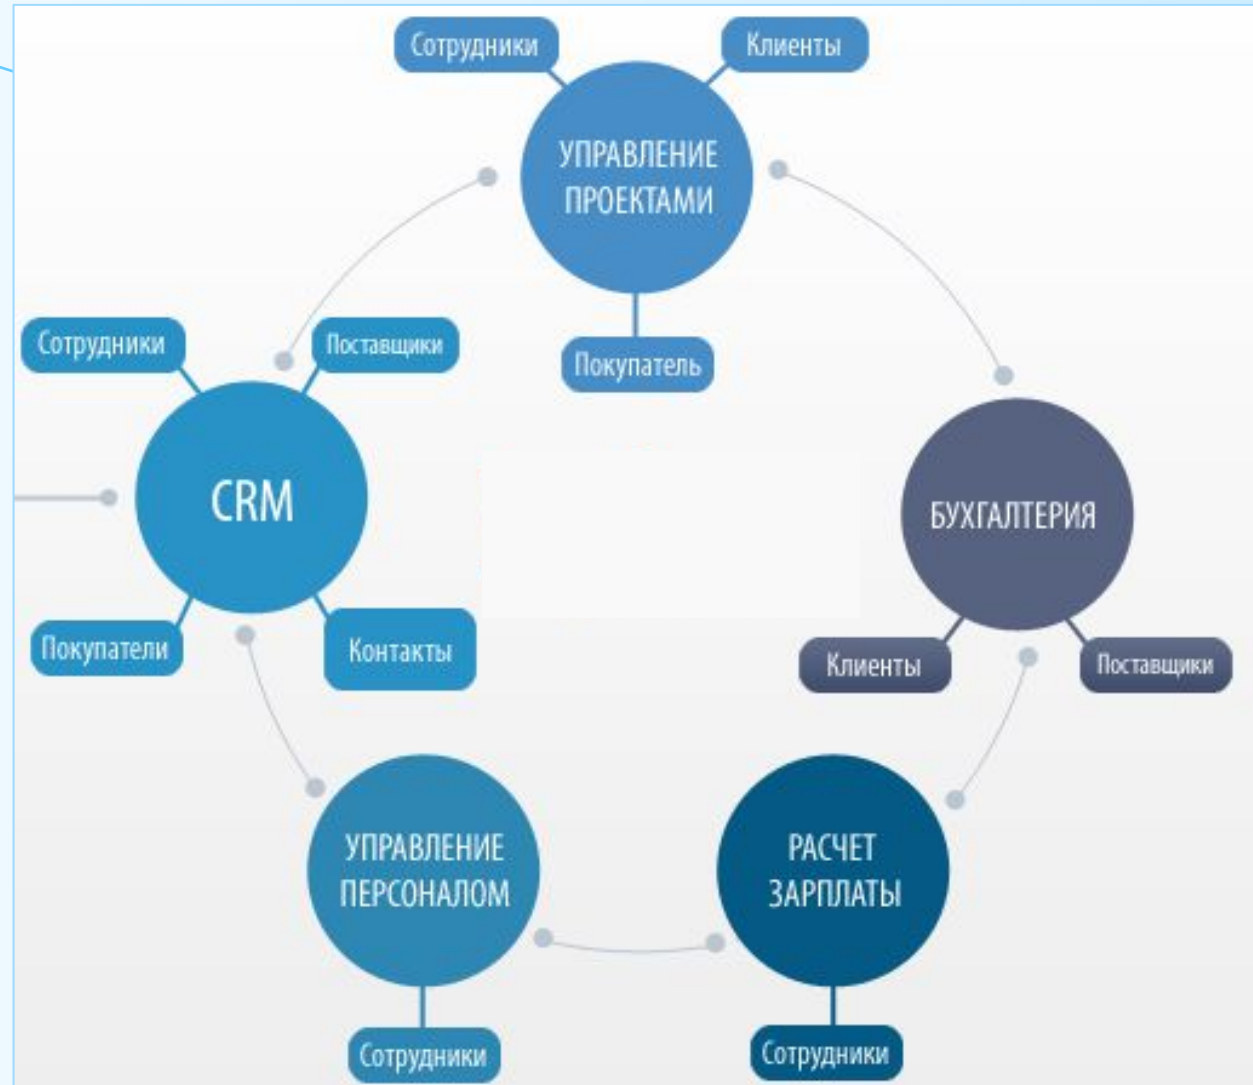 Сотрудники
Клиенты
УПРАВЛЕНИЕ
ПРОЕКТАМИ
Покупатель
Сотрудники
Поставщики
CRM
Покупатели
Контакты
БУХГАЛТЕРИЯ
Клиенты
Поставщики
УПРАВЛЕНИЕ
ПЕРСОНАЛОМ
Сотрудники
РАСЧЕТ
ЗАРПЛАТЫ
Сотрудники